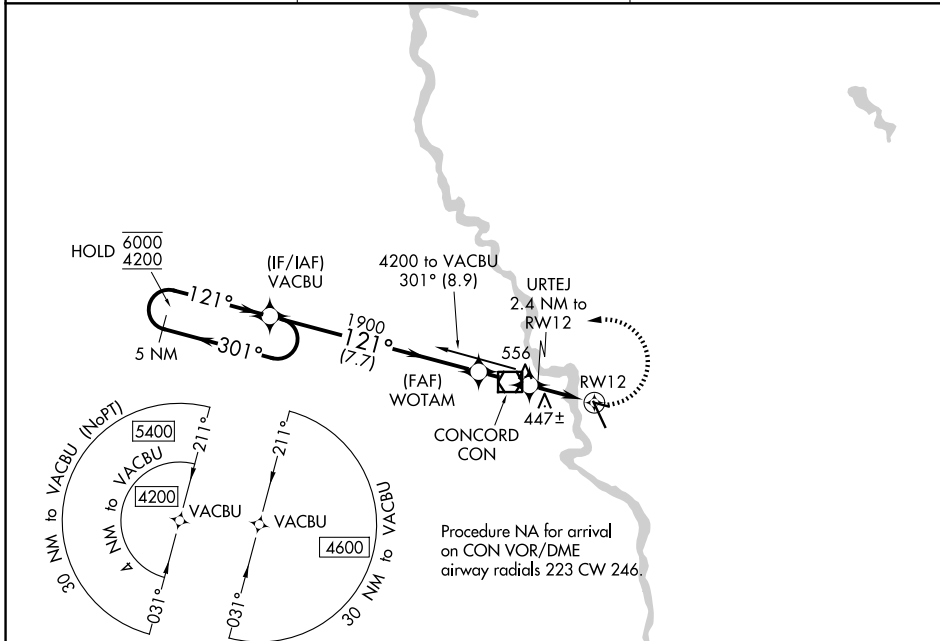 HOLD 6000
4200
(IF/IAF)
VACBU
4200 to VACBU
301° (8.9)
URTEJ
2.4 NM to
RW12
121°
301°
5 NM
1900
121°
(7.7)
556
(FAF)
WOTAM
RW12
447±
CONCORD
CON
30 NM to VACBU (NoPT)
5400
211°
4 NM to VACBU
4200
VACBU
031°
211°
VACBU
4600
30 NM to VACBU
031°
Procedure NA for arrival
on CON VOR/DME
airway radials 223 CW 246.